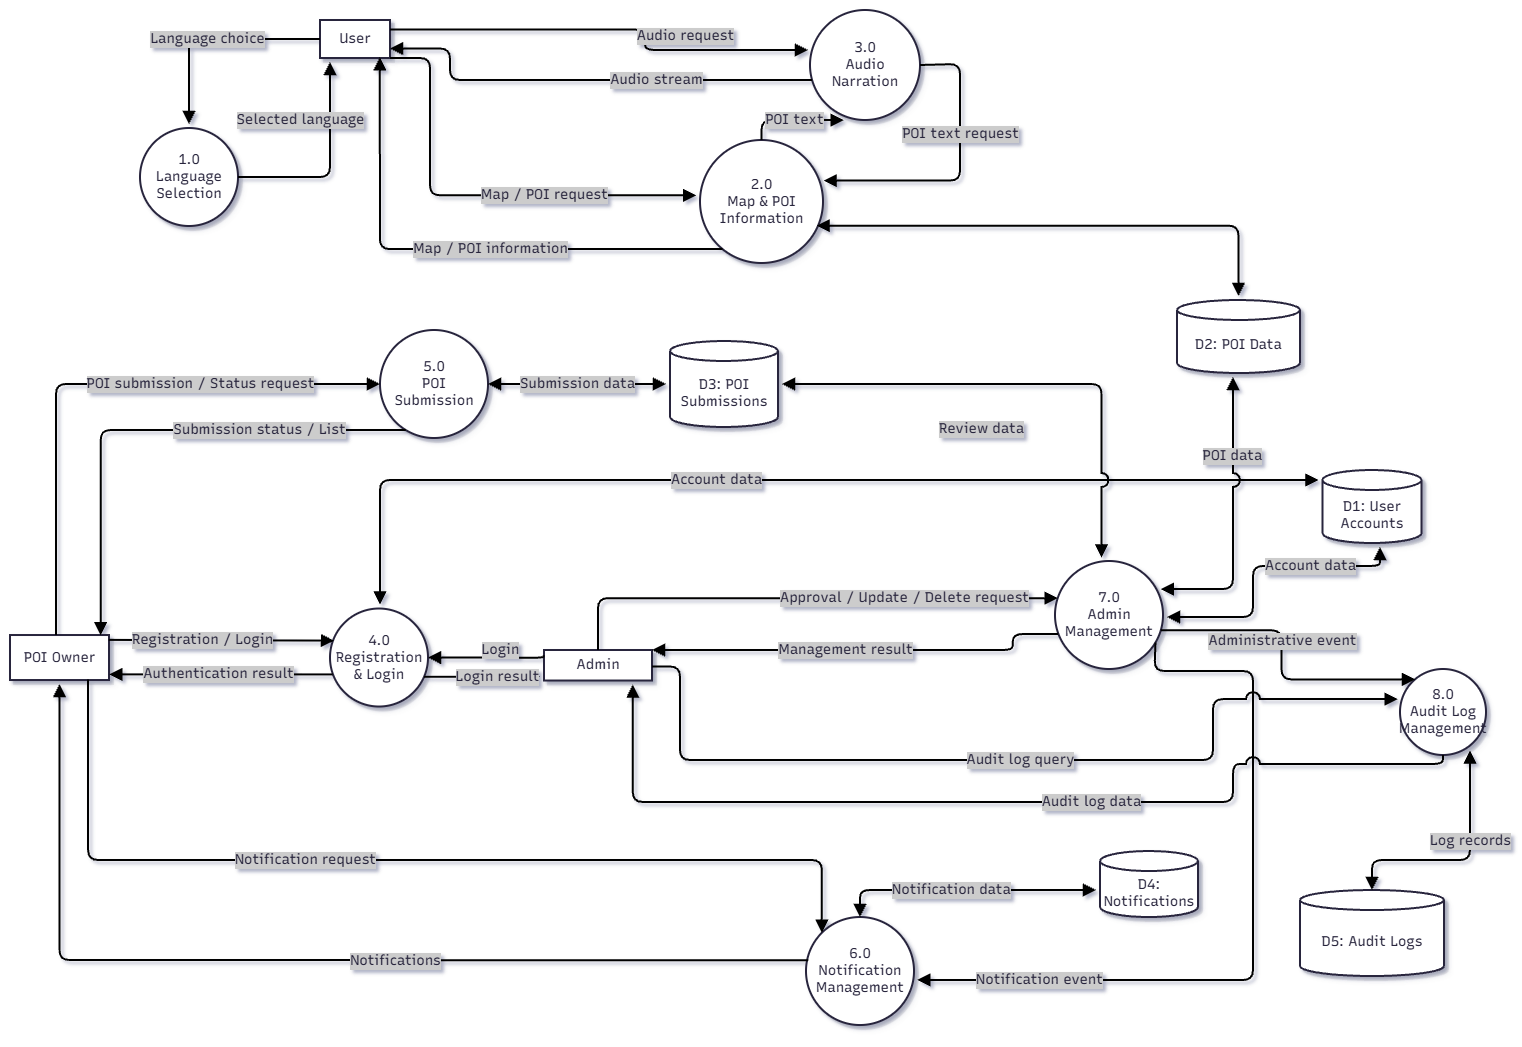 Language choice
User
Audio request
3.0
Audio
Narration
Audio stream
Selected language
POI text
POI text request
1.0
Language
Selection
2.0
Map & POI
Information
Map / POI request
Map / POI information
D2: POI Data
5.0
POI
Submission
POI submission / Status request
Submission data
D3: POI
Submissions
Submission status / List
Review data
POI data
Account data
D1: User
Accounts
Account data
7.0
Admin
Management
Approval / Update / Delete request
POI Owner
Registration / Login
4.0
Registration
& Login
Login
Admin
Management result
Administrative event
Authentication result
Login result
8.0
Audit Log
Management
Audit log query
Audit log data
Log records
Notification request
Notification data
D4:
Notifications
D5: Audit Logs
Notifications
6.0
Notification
Management
Notification event